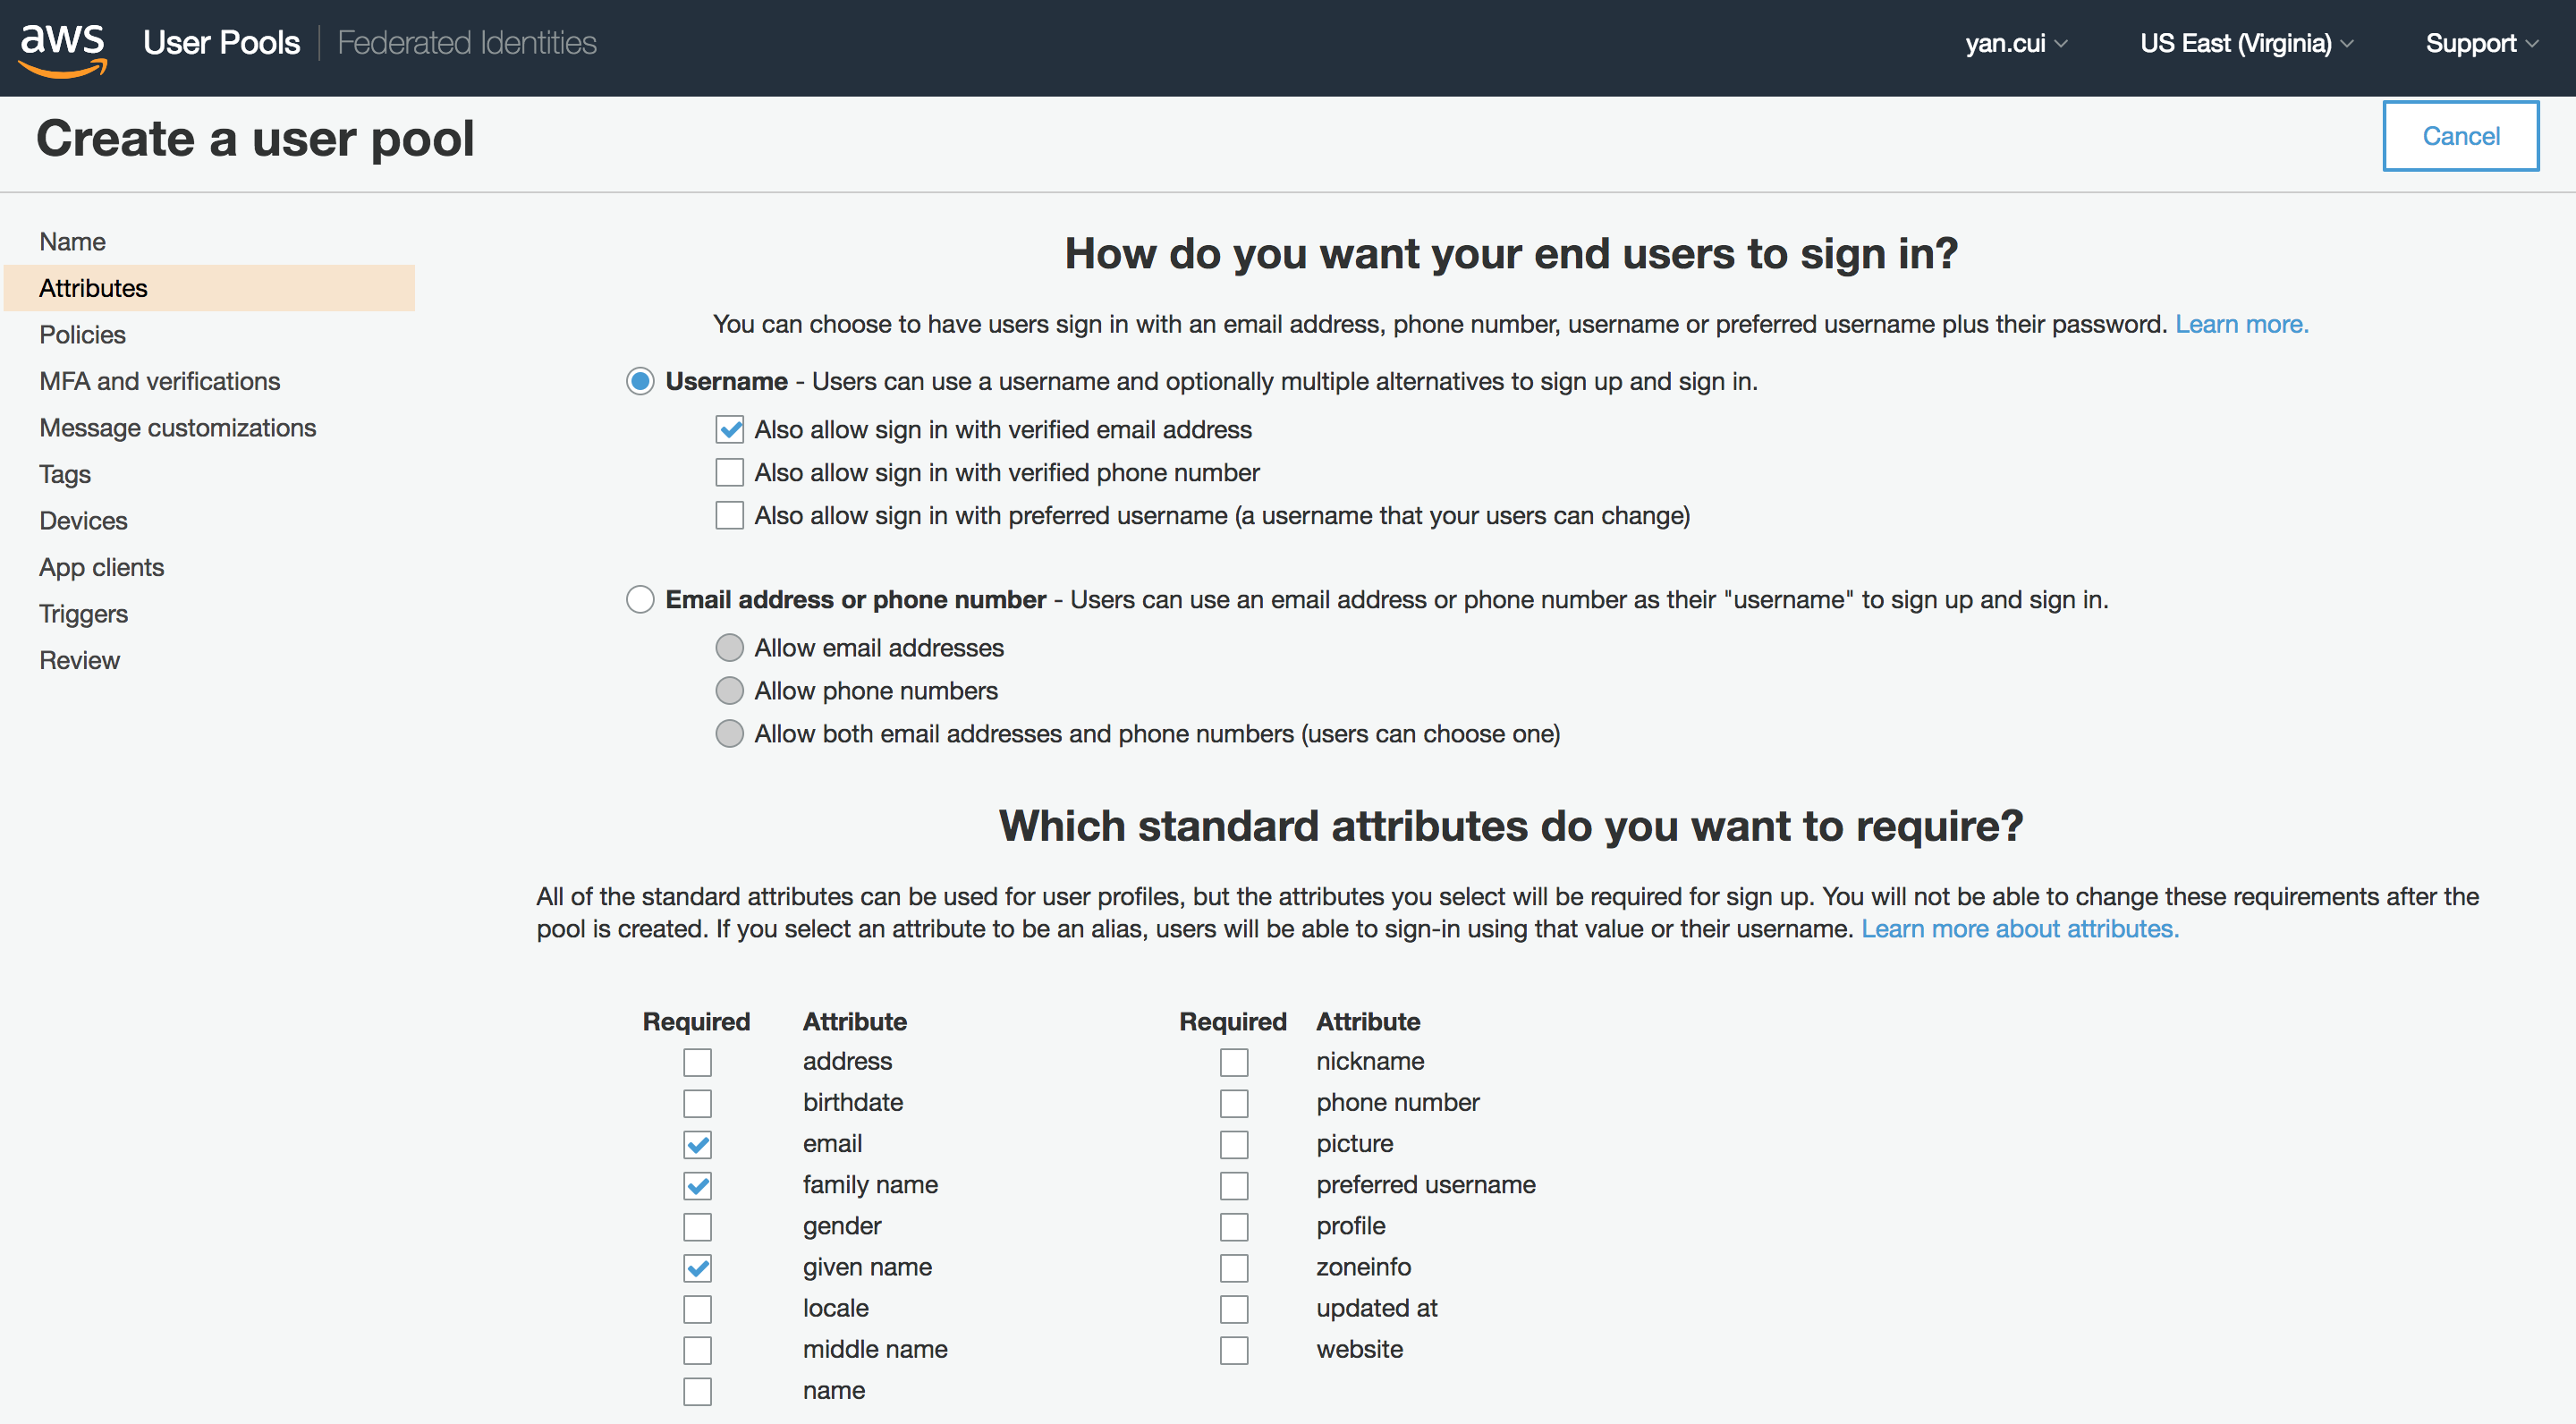 aws User Pools Federated Identities yan.cui US East (Virginia) Support
Create a user pool Cancel
Name
Attributes
Policies
MFA and verifications
Message customizations
Tags
Devices
App clients
Triggers
Review
How do you want your end users to sign in?
You can choose to have users sign in with an email address, phone number, username or preferred username plus their password. Learn more.
Username - Users can use a username and optionally multiple alternatives to sign up and sign in.
Also allow sign in with verified email address
Also allow sign in with verified phone number
Also allow sign in with preferred username (a username that your users can change)
Email address or phone number - Users can use an email address or phone number as their "username" to sign up and sign in.
Allow email addresses
Allow phone numbers
Allow both email addresses and phone numbers (users can choose one)
Which standard attributes do you want to require?
All of the standard attributes can be used for user profiles, but the attributes you select will be required for sign up. You will not be able to change these requirements after the
pool is created. If you select an attribute to be an alias, users will be able to sign-in using that value or their username. Learn more about attributes.
Required Attribute Required Attribute
address nickname
birthdate phone number
email picture
family name preferred username
gender profile
given name zoneinfo
locale updated at
middle name website
name